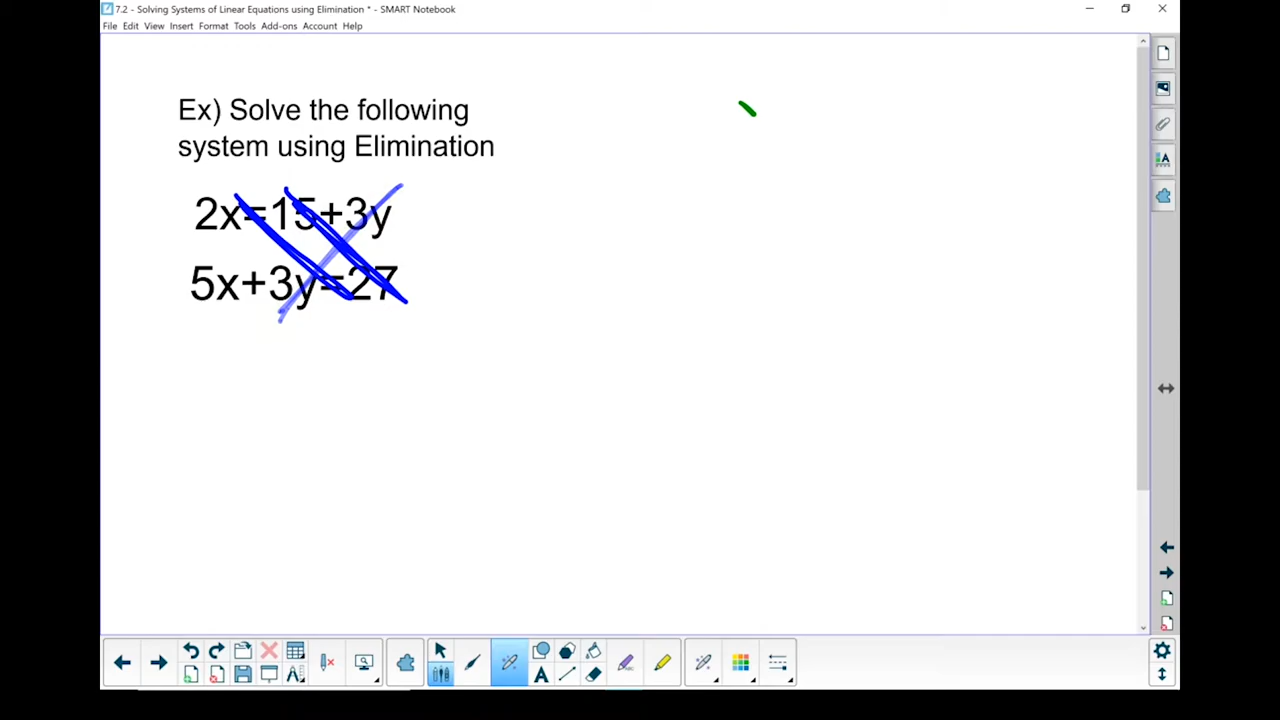 7.2 - Solving Systems of Linear Equations using Elimination * - SMART Notebook
File Edit View Insert Format Tools Add-ons Account Help
Ex) Solve the following
system using Elimination
2x=15+3y
5x+3y=27